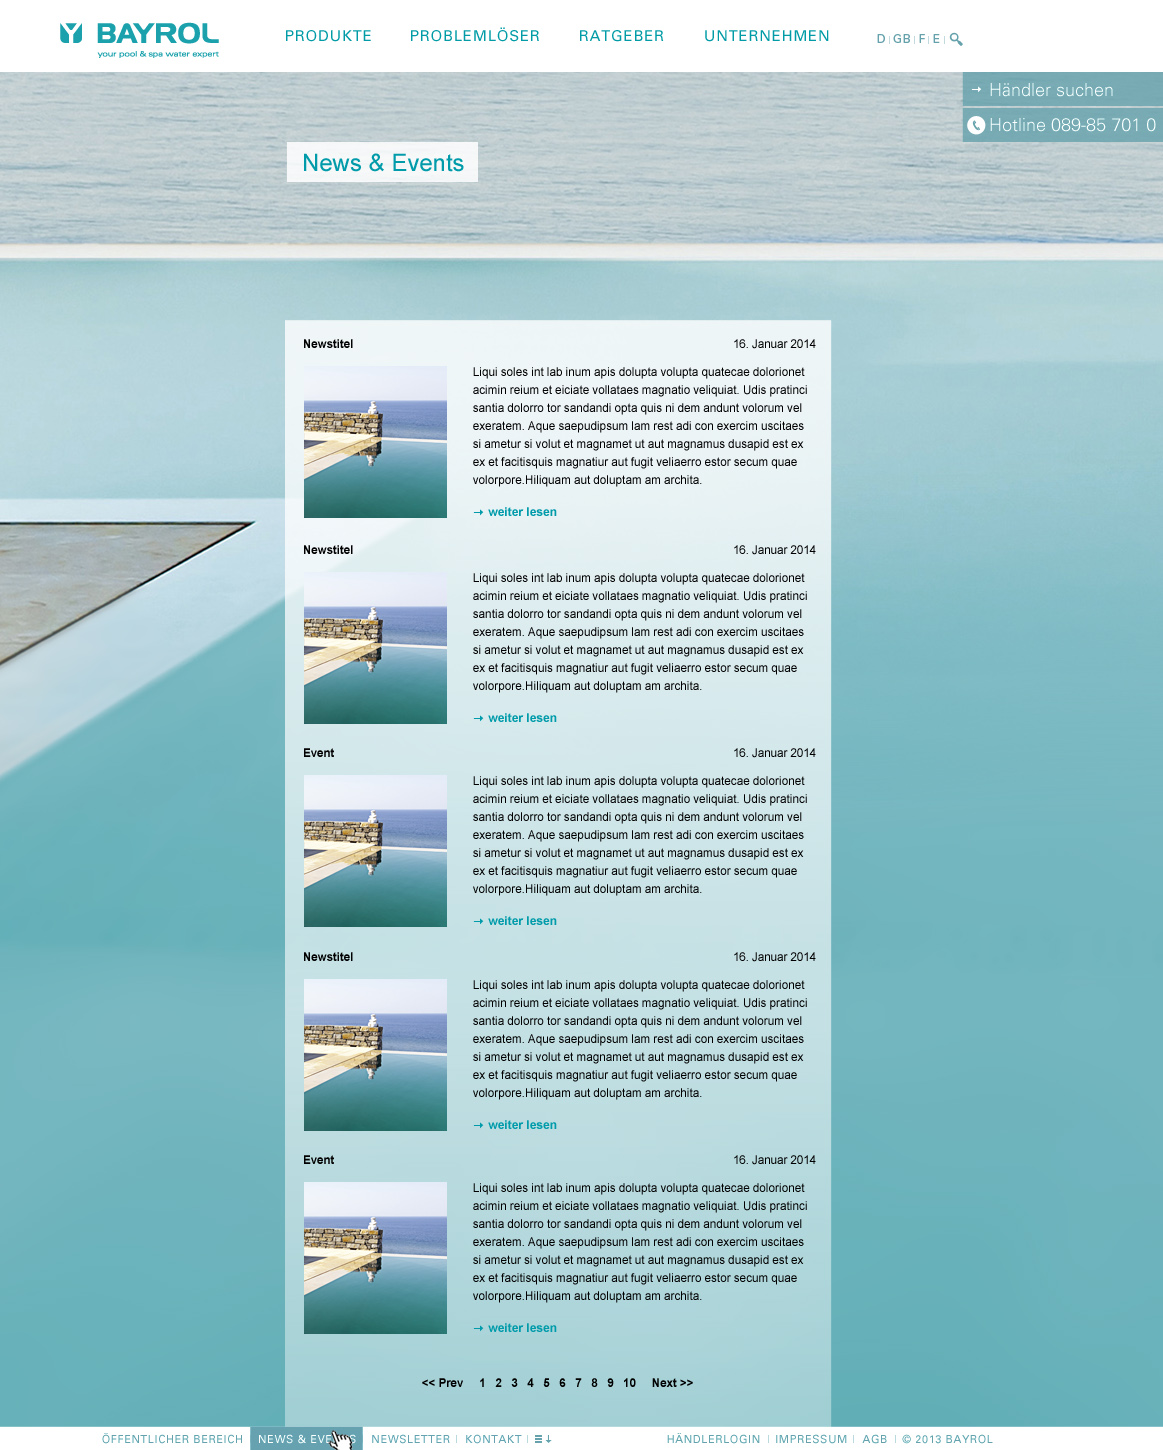 BAYROL
your pool & spa water expert
PRODUKTE PROBLEMLÖSER RATGEBER UNTERNEHMEN
D | GB | F | E |
Händler suchen
Hotline 089-85 701 0
News & Events
Newstitel 16. Januar 2014
Liqui soles int lab inum apis dolupta volupta quatecae dolorionet
acimin reium et eiciate vollataes magnatio veliquiat. Udis pratinci
santia dolorro tor sandandi opta quis ni dem andunt volorum vel
exeratem. Aque saepudipsum lam rest adi con exercim uscitaes
si ametur si volut et magnamet ut aut magnamus dusapid est ex
ex et facitisquis magnatiur aut fugit veliaerro estor secum quae
volorpore.Hiliquam aut doluptam am archita.
→ weiter lesen
Newstitel 16. Januar 2014
Liqui soles int lab inum apis dolupta volupta quatecae dolorionet
acimin reium et eiciate vollataes magnatio veliquiat. Udis pratinci
santia dolorro tor sandandi opta quis ni dem andunt volorum vel
exeratem. Aque saepudipsum lam rest adi con exercim uscitaes
si ametur si volut et magnamet ut aut magnamus dusapid est ex
ex et facitisquis magnatiur aut fugit veliaerro estor secum quae
volorpore.Hiliquam aut doluptam am archita.
→ weiter lesen
Event 16. Januar 2014
Liqui soles int lab inum apis dolupta volupta quatecae dolorionet
acimin reium et eiciate vollataes magnatio veliquiat. Udis pratinci
santia dolorro tor sandandi opta quis ni dem andunt volorum vel
exeratem. Aque saepudipsum lam rest adi con exercim uscitaes
si ametur si volut et magnamet ut aut magnamus dusapid est ex
ex et facitisquis magnatiur aut fugit veliaerro estor secum quae
volorpore.Hiliquam aut doluptam am archita.
→ weiter lesen
Newstitel 16. Januar 2014
Liqui soles int lab inum apis dolupta volupta quatecae dolorionet
acimin reium et eiciate vollataes magnatio veliquiat. Udis pratinci
santia dolorro tor sandandi opta quis ni dem andunt volorum vel
exeratem. Aque saepudipsum lam rest adi con exercim uscitaes
si ametur si volut et magnamet ut aut magnamus dusapid est ex
ex et facitisquis magnatiur aut fugit veliaerro estor secum quae
volorpore.Hiliquam aut doluptam am archita.
→ weiter lesen
Event 16. Januar 2014
Liqui soles int lab inum apis dolupta volupta quatecae dolorionet
acimin reium et eiciate vollataes magnatio veliquiat. Udis pratinci
santia dolorro tor sandandi opta quis ni dem andunt volorum vel
exeratem. Aque saepudipsum lam rest adi con exercim uscitaes
si ametur si volut et magnamet ut aut magnamus dusapid est ex
ex et facitisquis magnatiur aut fugit veliaerro estor secum quae
volorpore.Hiliquam aut doluptam am archita.
→ weiter lesen
<< Prev 1 2 3 4 5 6 7 8 9 10 Next >>
ÖFFENTLICHER BEREICH NEWS & EVENTS NEWSLETTER | KONTAKT | HÄNDLERLOGIN | IMPRESSUM | AGB | © 2013 BAYROL